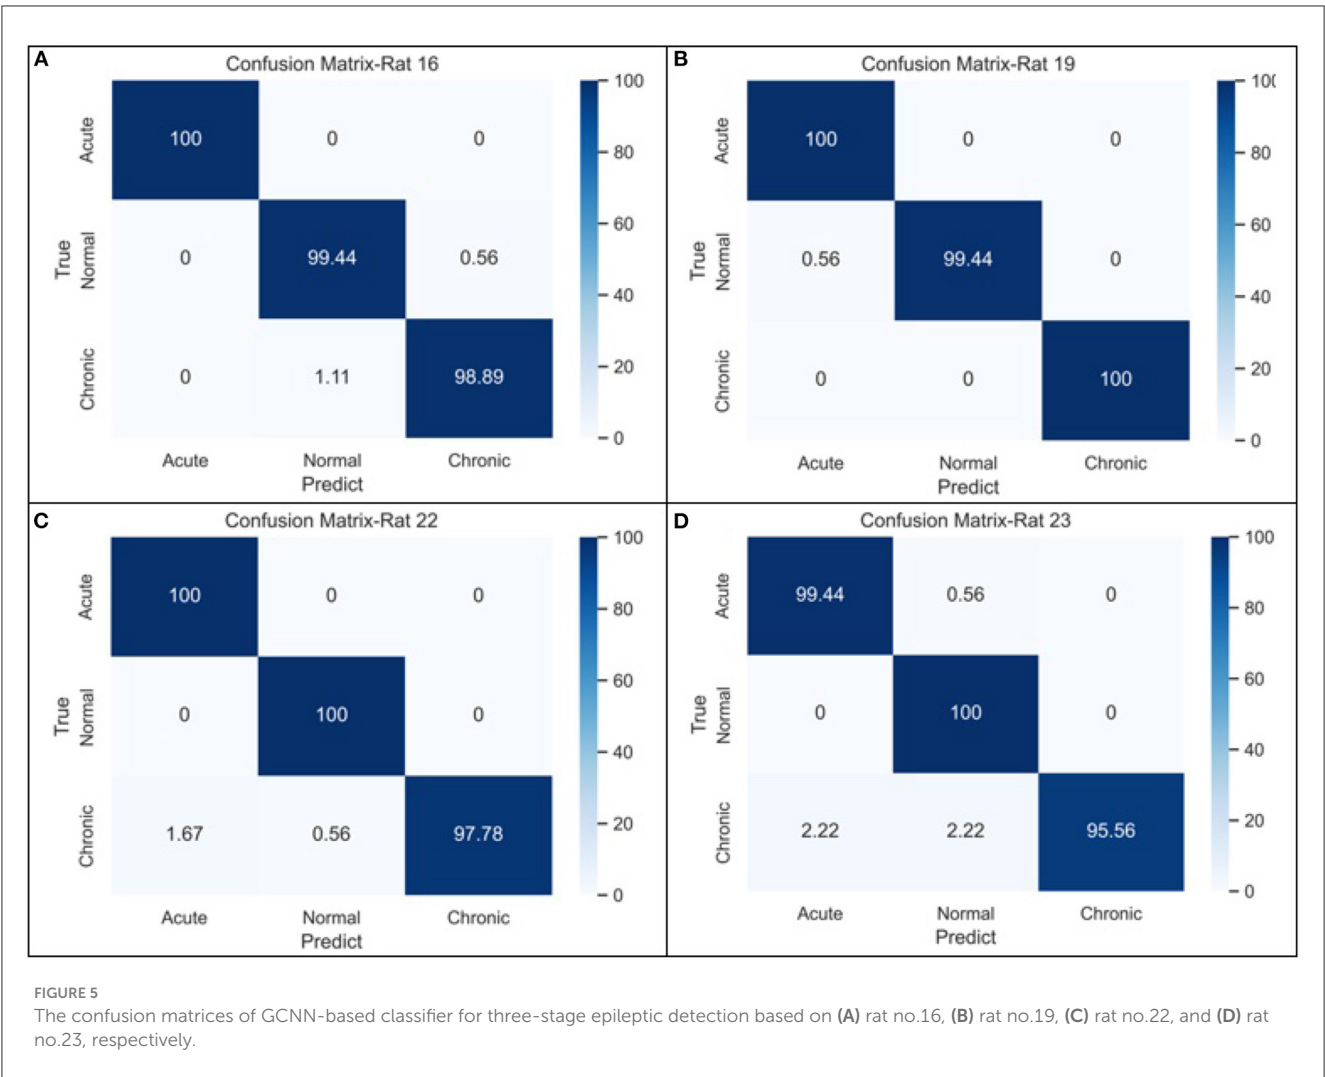 A
Confusion Matrix-Rat 16
Acute
True
Normal
Chronic
100 0 0
0 99.44 0.56
0 1.11 98.89
Acute Normal Chronic
Predict
100
80
60
40
20
0
B
Confusion Matrix-Rat 19
Acute
True
Normal
Chronic
100 0 0
0.56 99.44 0
0 0 100
Acute Normal Chronic
Predict
10
80
60
40
20
0
C
Confusion Matrix-Rat 22
Acute
True
Normal
Chronic
100 0 0
0 100 0
1.67 0.56 97.78
Acute Normal Chronic
Predict
100
80
60
40
20
0
D
Confusion Matrix-Rat 23
Acute
True
Normal
Chronic
99.44 0.56 0
0 100 0
2.22 2.22 95.56
Acute Normal Chronic
Predict
100
80
60
40
20
0
FIGURE 5
The confusion matrices of GCNN-based classifier for three-stage epileptic detection based on (A) rat no.16, (B) rat no.19, (C) rat no.22, and (D) rat
no.23, respectively.